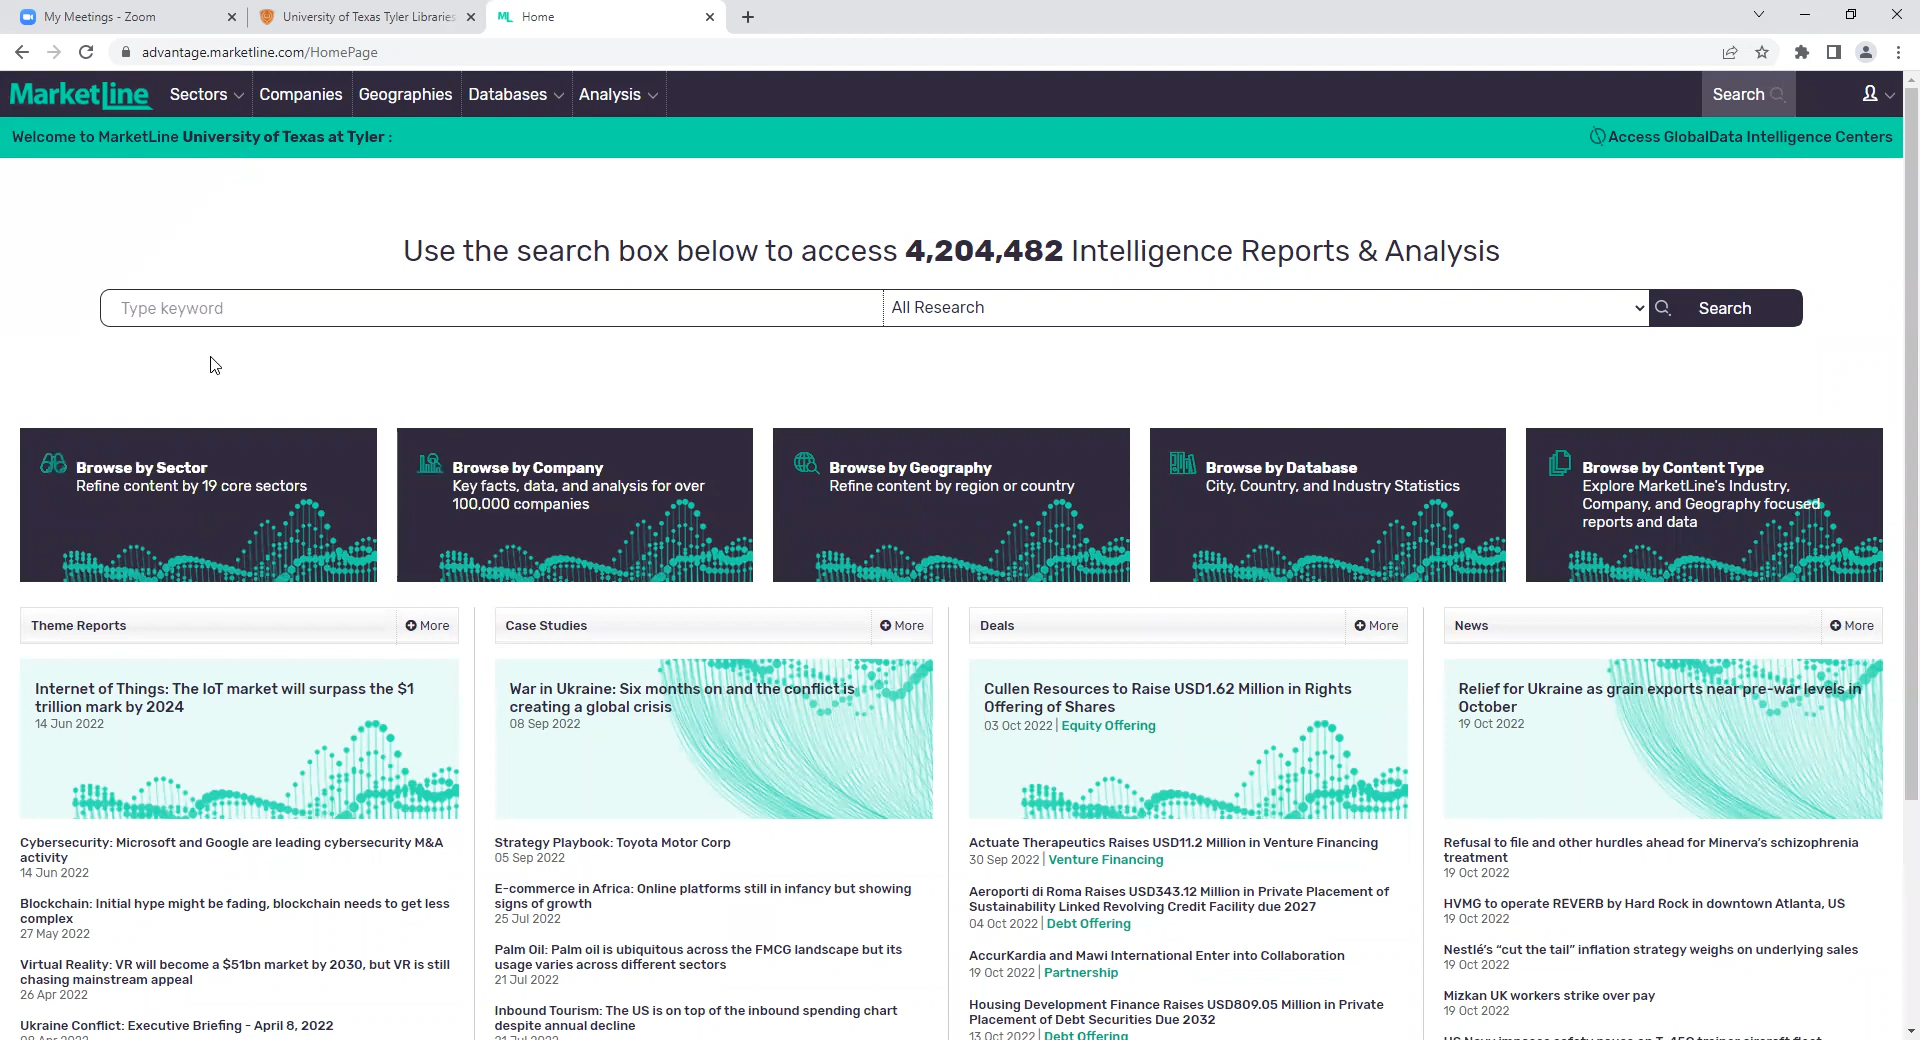 My Meetings - Zoom
University of Texas Tyler Libraries
ML Home
advantage.marketline.com/HomePage
MarketLine Sectors Companies Geographies Databases Analysis Search
Welcome to MarketLine University of Texas at Tyler :
Access GlobalData Intelligence Centers
Use the search box below to access 4,204,482 Intelligence Reports & Analysis
Type keyword
All Research
Search
Browse by Sector
Refine content by 19 core sectors
Browse by Company
Key facts, data, and analysis for over
100,000 companies
Browse by Geography
Refine content by region or country
Browse by Database
City, Country, and Industry Statistics
Browse by Content Type
Explore MarketLine's Industry,
Company, and Geography focused
reports and data
Theme Reports
More
Internet of Things: The IoT market will surpass the $1
trillion mark by 2024
14 Jun 2022
Cybersecurity: Microsoft and Google are leading cybersecurity M&A
activity
14 Jun 2022
Blockchain: Initial hype might be fading, blockchain needs to get less
complex
27 May 2022
Virtual Reality: VR will become a $51bn market by 2030, but VR is still
chasing mainstream appeal
26 Apr 2022
Ukraine Conflict: Executive Briefing - April 8, 2022
Case Studies
More
War in Ukraine: Six months on and the conflict is
creating a global crisis
08 Sep 2022
Strategy Playbook: Toyota Motor Corp
05 Sep 2022
E-commerce in Africa: Online platforms still in infancy but showing
signs of growth
25 Jul 2022
Palm Oil: Palm oil is ubiquitous across the FMCG landscape but its
usage varies across different sectors
21 Jul 2022
Inbound Tourism: The US is on top of the inbound spending chart
despite annual decline
21 Jul 2022
Deals
More
Cullen Resources to Raise USD1.62 Million in Rights
Offering of Shares
03 Oct 2022 | Equity Offering
Actuate Therapeutics Raises USD11.2 Million in Venture Financing
30 Sep 2022 | Venture Financing
Aeroporti di Roma Raises USD343.12 Million in Private Placement of
Sustainability Linked Revolving Credit Facility due 2027
04 Oct 2022 | Debt Offering
AccurKardia and Mawi International Enter into Collaboration
19 Oct 2022 | Partnership
Housing Development Finance Raises USD809.05 Million in Private
Placement of Debt Securities Due 2032
13 Oct 2022 | Debt Offering
News
More
Relief for Ukraine as grain exports near pre-war levels in
October
19 Oct 2022
Refusal to file and other hurdles ahead for Minerva's schizophrenia
treatment
19 Oct 2022
HVMG to operate REVERB by Hard Rock in downtown Atlanta, US
19 Oct 2022
Nestlé's “cut the tail” inflation strategy weighs on underlying sales
19 Oct 2022
Mizkan UK workers strike over pay
19 Oct 2022